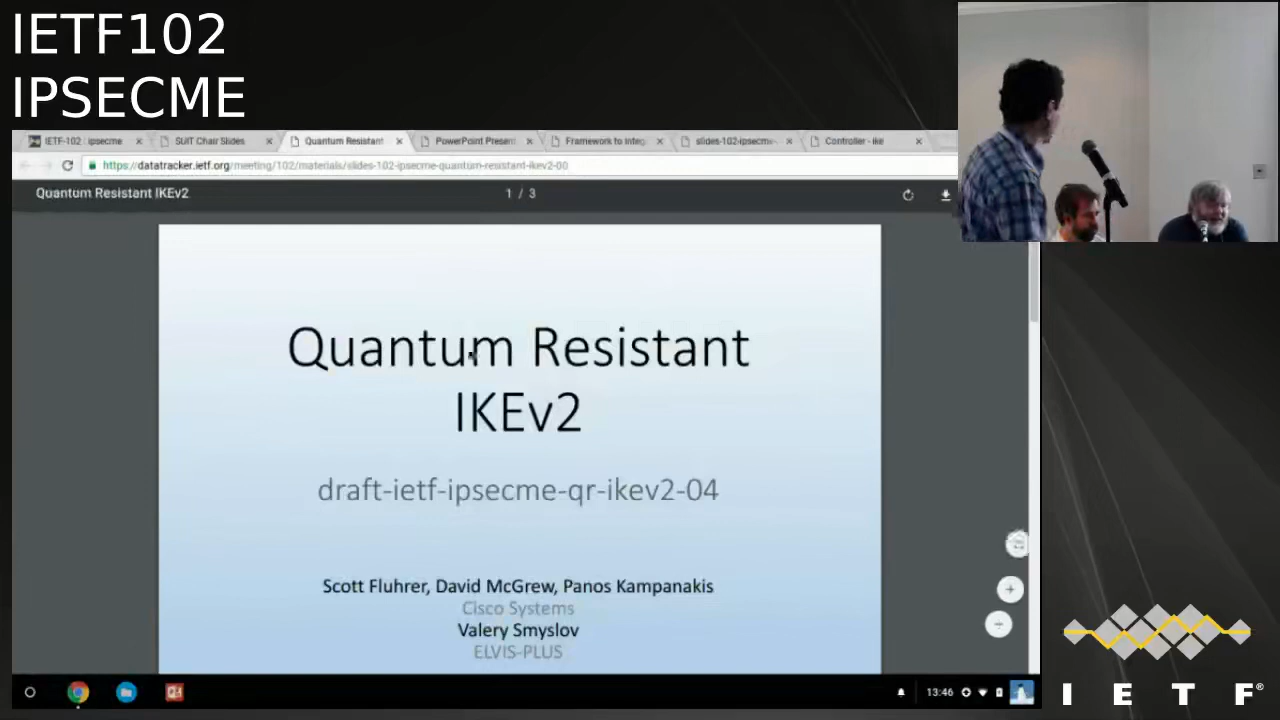 IETF102
IPSECME
IETF-102 : ipsecme
SUIT Chair Slides
Quantum Resistant
PowerPoint Present
Framework to integ
slides-102-ipsecme-
Controller - ike
https://datatracker.ietf.org/meeting/102/materials/slides-102-ipsecme-quantum-resistant-ikev2-00
Quantum Resistant IKEv2
1 / 3
Quantum Resistant
IKEv2
draft-ietf-ipsecme-qr-ikev2-04
Scott Fluhrer, David McGrew, Panos Kampanakis
Cisco Systems
Valery Smyslov
ELVIS-PLUS
13:46
I E T F®